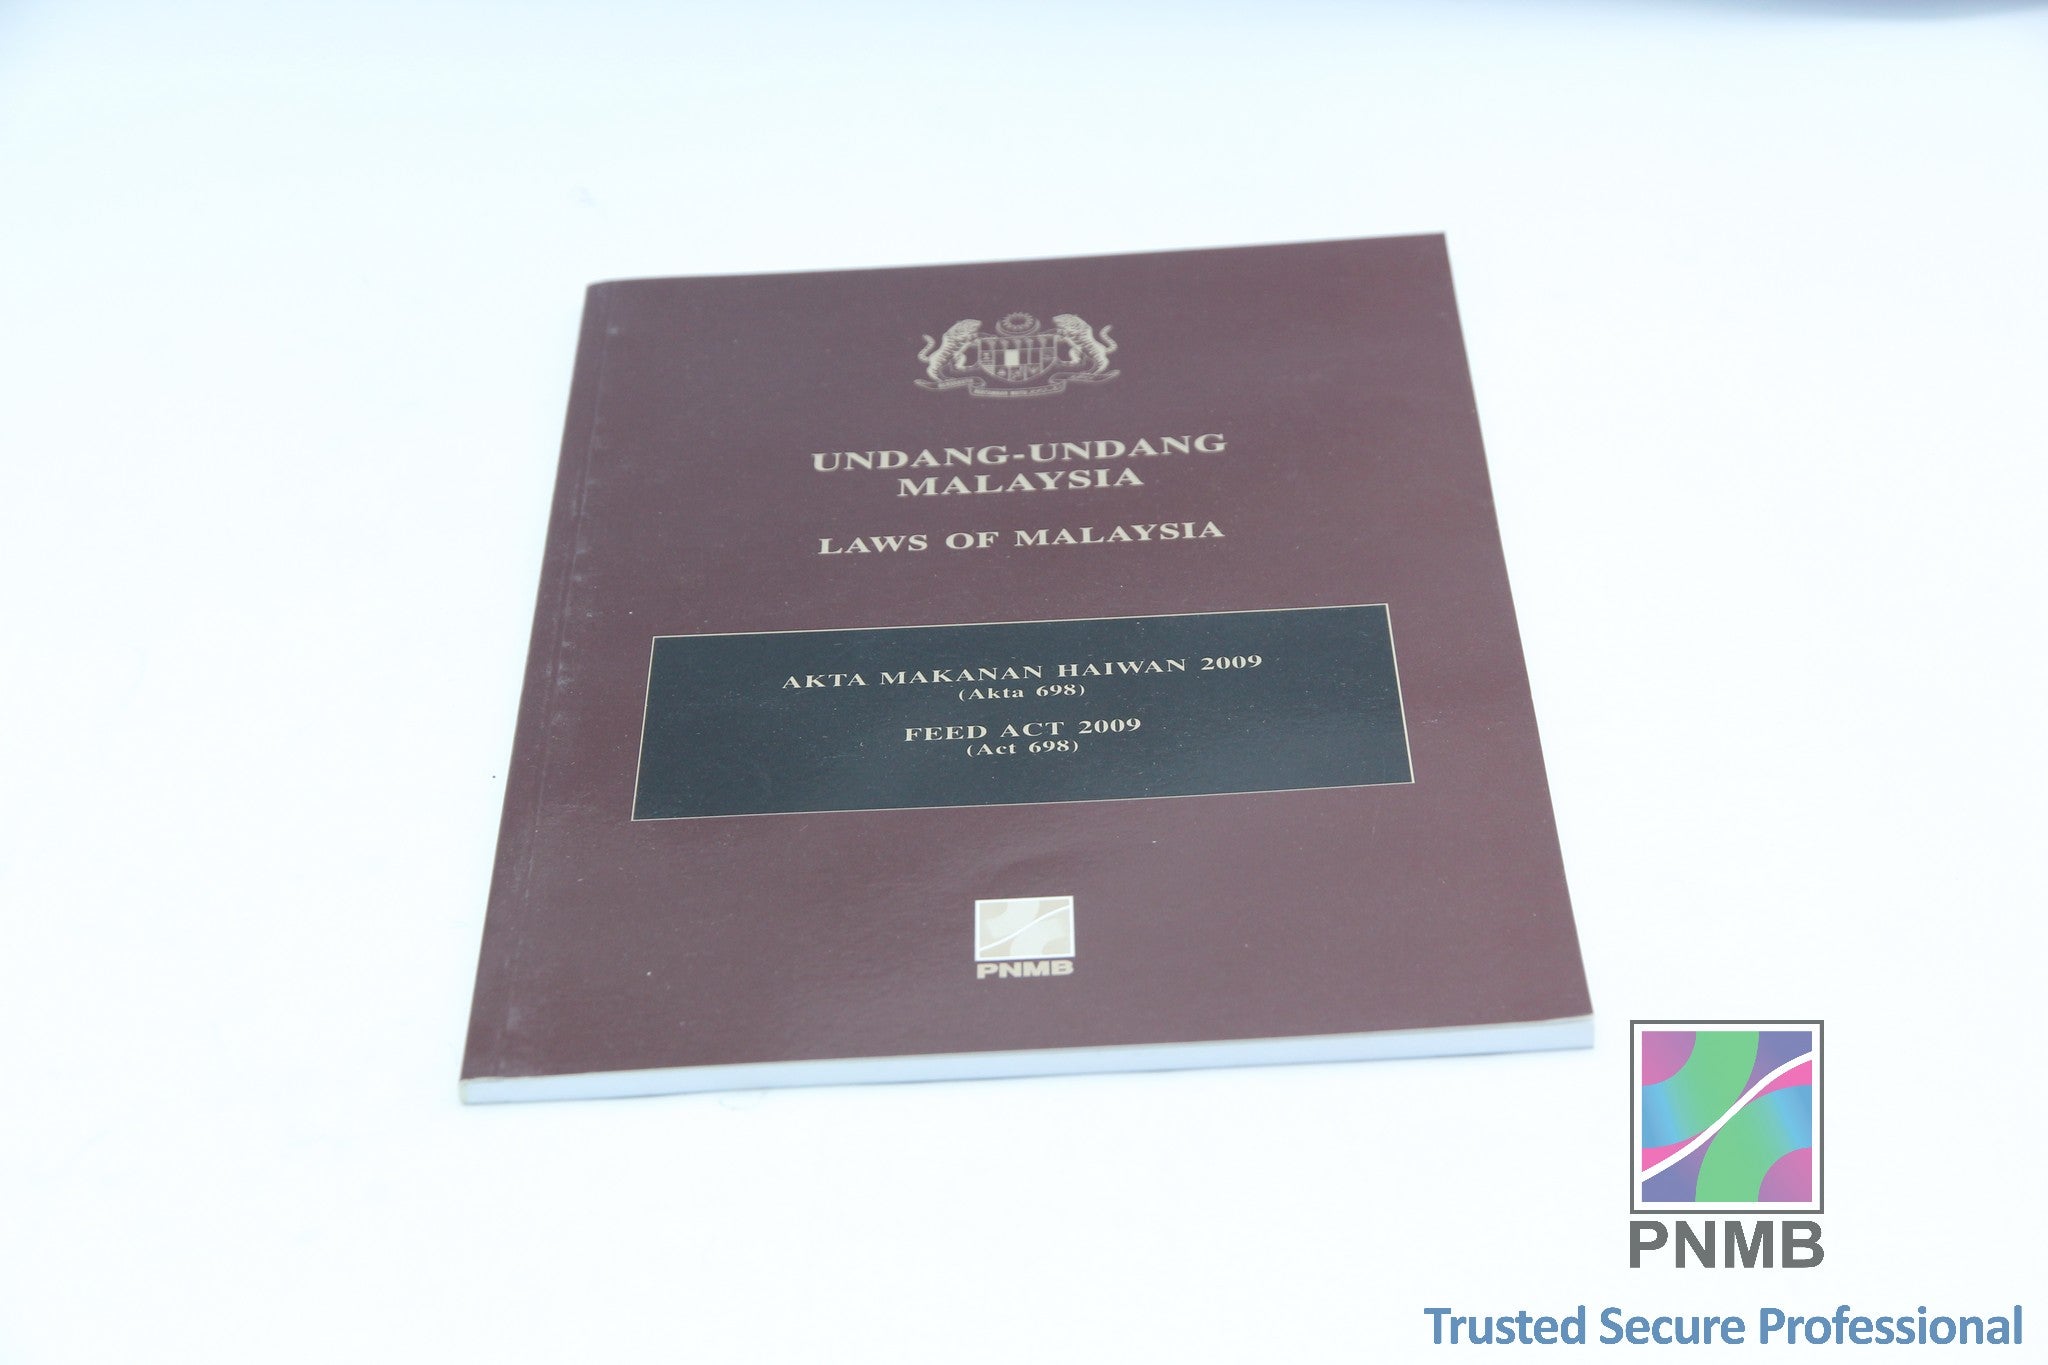 UNDANG-UNDANG
MALAYSIA
LAWS OF MALAYSIA
AKTA MAKANAN HAIWAN 2009
(Akta 698)
FEED ACT 2009
(Act 698)
PNMB
PNMB
Trusted Secure Professional